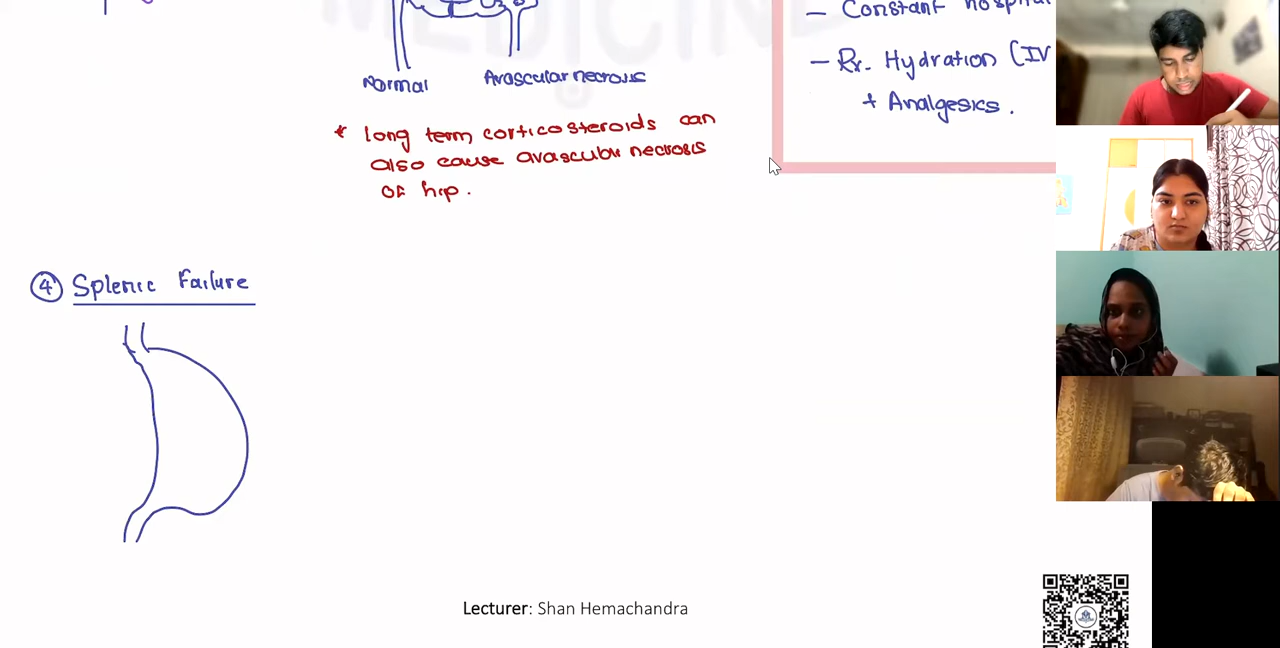 MEDICINE
Normal
Avascular necrosis
* long term corticosteroids can
also cause avascular necrosis
of hip.
– Constant hospital
– Rx. Hydration (IV
+ Analgesics.
4 Splenic Failure
Lecturer: Shan Hemachandra